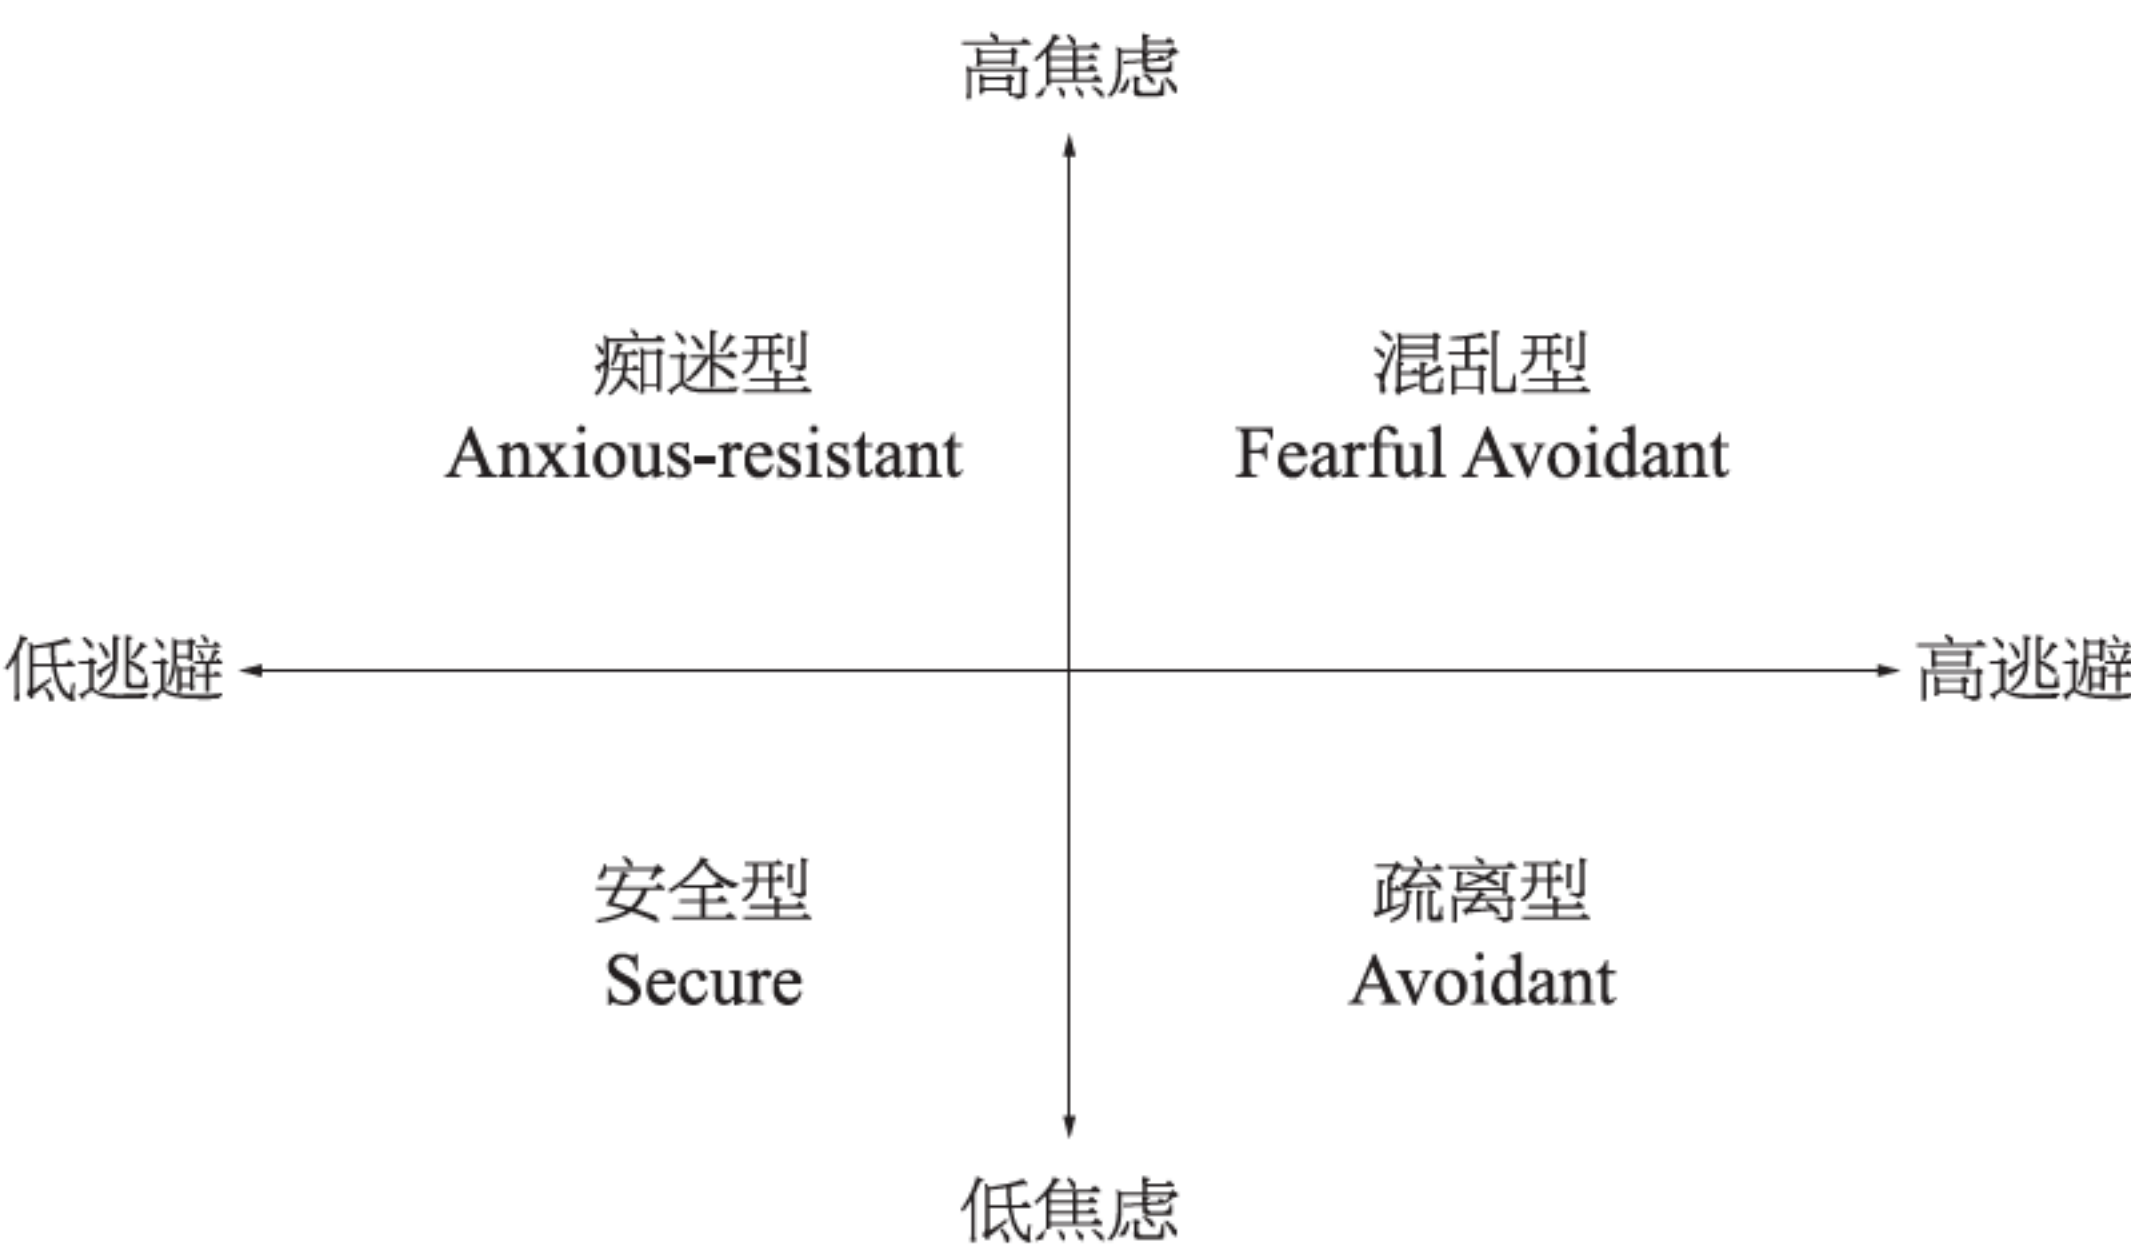 高焦虑
痴迷型
Anxious-resistant
混乱型
Fearful Avoidant
低逃避
高逃避
安全型
Secure
疏离型
Avoidant
低焦虑